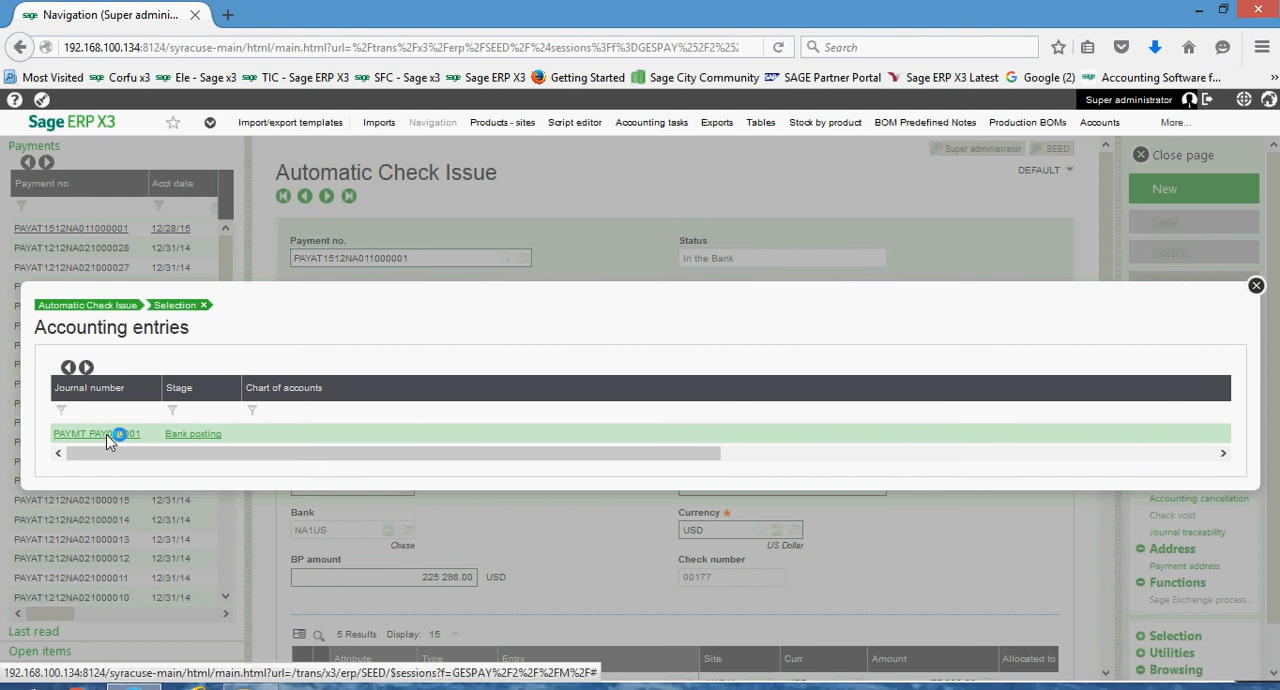 sage Navigation (Super admini...
192.168.100.134:8124/syracuse-main/html/main.html?url=%2Ftrans%2Fx3%2Ferp%2FSEED%2F%24sessions%3Ff%3DGESPAY%252F2%252
Search
Most Visited sage Corfu x3 sage Ele - Sage x3 sage TIC - Sage ERP X3 sage SFC - Sage x3 sage Sage ERP X3 Getting Started Sage City Community SAP SAGE Partner Portal Sage ERP X3 Latest Google (2) sage Accounting Software f... »
Super administrator
Sage ERP X3
Import/export templates Imports Navigation Products - sites Script editor Accounting tasks Exports Tables Stock by product BOM Predefined Notes Production BOMs Accounts More...
Payments
Payment no. Acct date
PAYAT1512NA011000001 12/28/15
PAYAT1212NA021000028 12/31/14
PAYAT1212NA021000027 12/31/14
Super administrator SEED
Automatic Check Issue
DEFAULT
Payment no. Status
PAYAT1512NA011000001 In the Bank
Close page
New
Automatic Check Issue Selection
Accounting entries
Journal number Stage Chart of accounts
Bank posting
PAYAT1212NA021000015 12/31/14
PAYAT1212NA021000014 12/31/14
PAYAT1212NA021000013 12/31/14
PAYAT1212NA021000012 12/31/14
PAYAT1212NA021000011 12/31/14
PAYAT1212NA021000010 12/31/14
Last read
Open items
Bank Currency
NA1US USD
Chase US Dollar
BP amount Check number
225 298.00 USD 00177
5 Results Display: 15
Attribute Type Entry Site Curr. Amount Allocated to
Accounting cancellation
Check void
Journal traceability
Address
Payment address
Functions
Sage Exchange process...
Selection
Utilities
Browsing
192.168.100.134:8124/syracuse-main/html/main.html?url=/trans/x3/erp/SEED/$sessions?f=GESPAY%2F2%2F%2FM%2F#